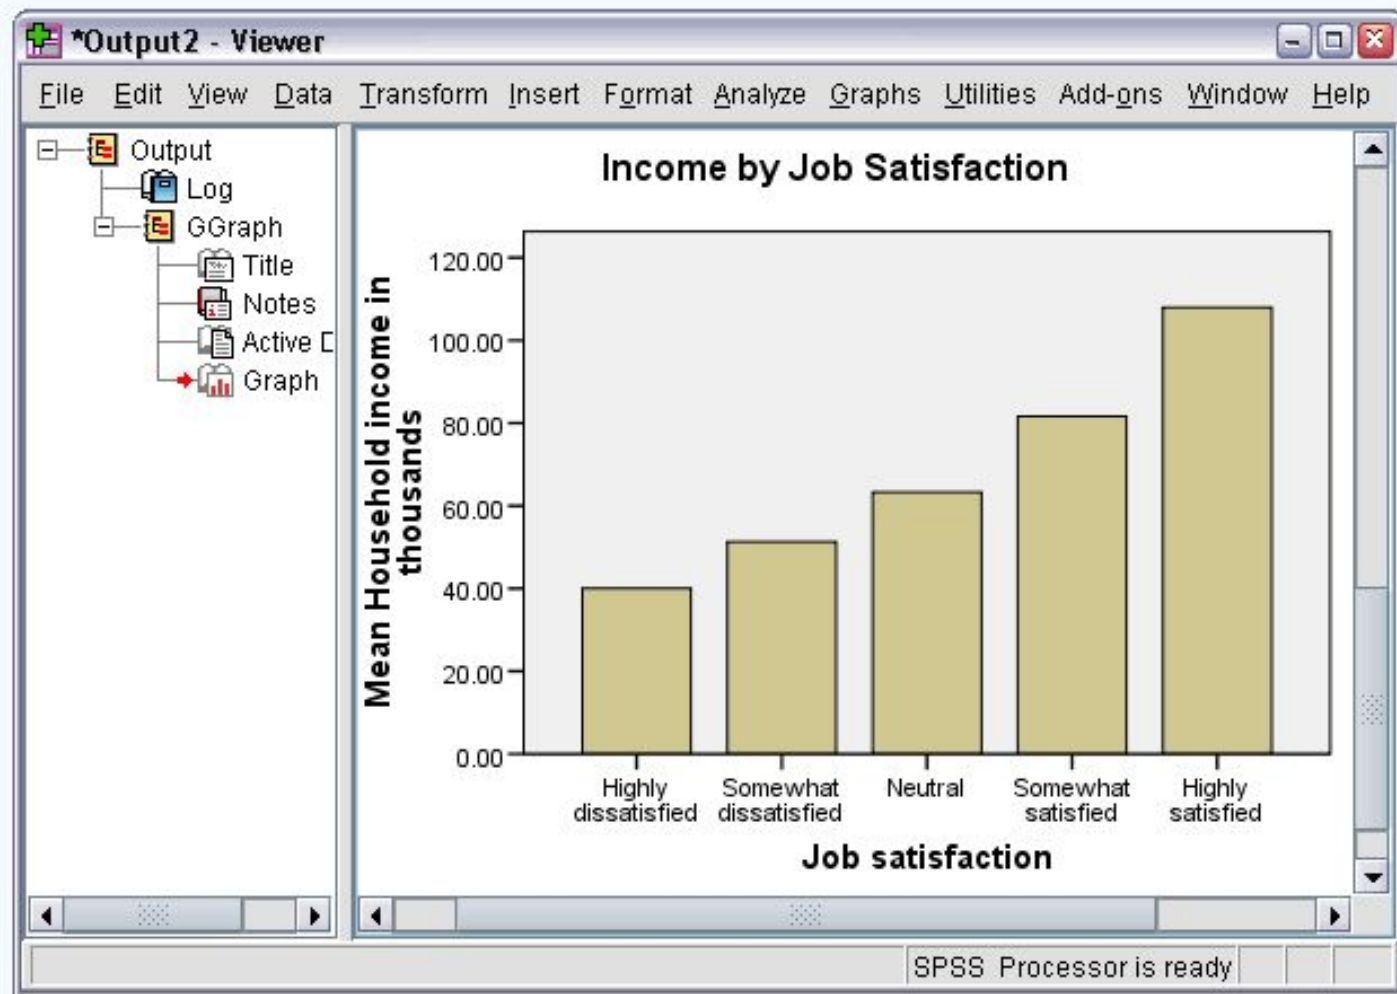 *Output2 - Viewer
File Edit View Data Transform Insert Format Analyze Graphs Utilities Add-ons Window Help
Output
Log
GGraph
Title
Notes
Active D
Graph
Income by Job Satisfaction
Mean Household income in
thousands
120.00
100.00
80.00
60.00
40.00
20.00
0.00
Highly
dissatisfied
Somewhat
dissatisfied
Neutral
Somewhat
satisfied
Highly
satisfied
Job satisfaction
SPSS Processor is ready